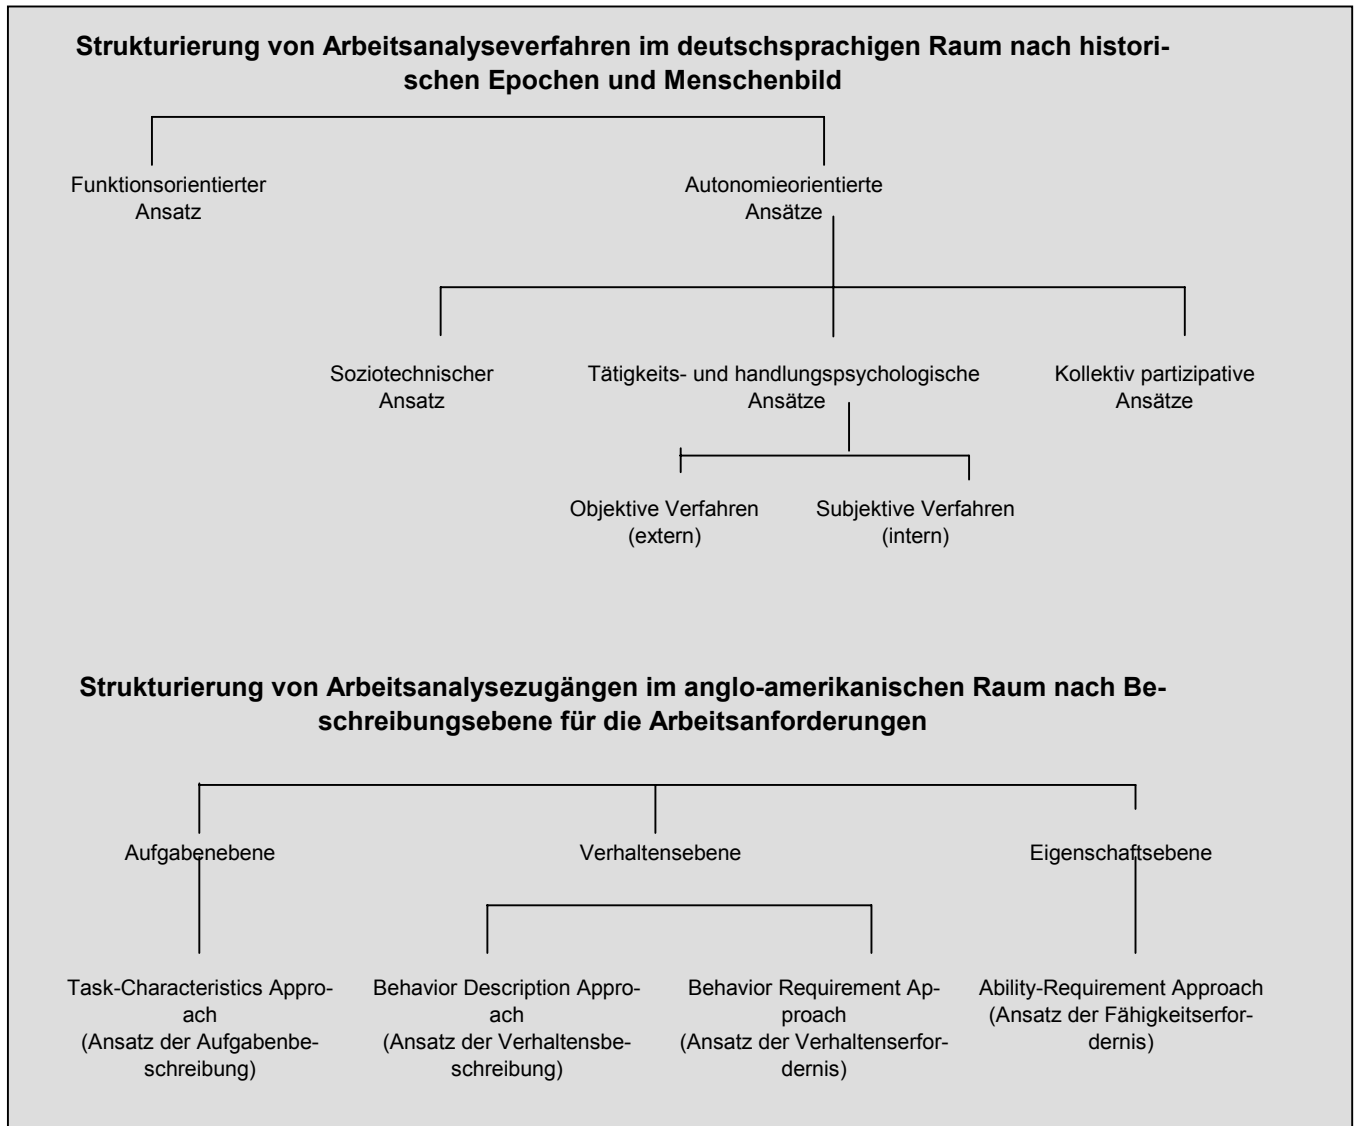 Strukturierung von Arbeitsanalyseverfahren im deutschsprachigen Raum nach histori-
schen Epochen und Menschenbild
Funktionsorientierter
Ansatz
Autonomieorientierte
Ansätze
Soziotechnischer
Ansatz
Tätigkeits- und handlungspsychologische
Ansätze
Kollektiv partizipative
Ansätze
Objektive Verfahren
(extern)
Subjektive Verfahren
(intern)
Strukturierung von Arbeitsanalysezugängen im anglo-amerikanischen Raum nach Be-
schreibungsebene für die Arbeitsanforderungen
Aufgabenebene
Verhaltensebene
Eigenschaftsebene
Task-Characteristics Appro-
ach
(Ansatz der Aufgabenbe-
schreibung)
Behavior Description Appro-
ach
(Ansatz der Verhaltensbe-
schreibung)
Behavior Requirement Ap-
proach
(Ansatz der Verhaltenserfor-
dernis)
Ability-Requirement Approach
(Ansatz der Fähigkeitserfor-
dernis)